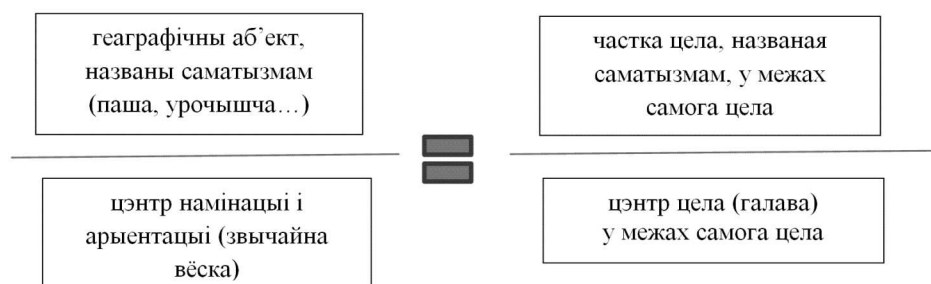 геаграфічны аб’ект,
названы саматызмам
(паша, урочышча…)
частка цела, названая
саматызмам, у межах
самога цела
цэнтр намінацыі і
арыентацыі (звычайна
вёска)
цэнтр цела (галава)
у межах самога цела